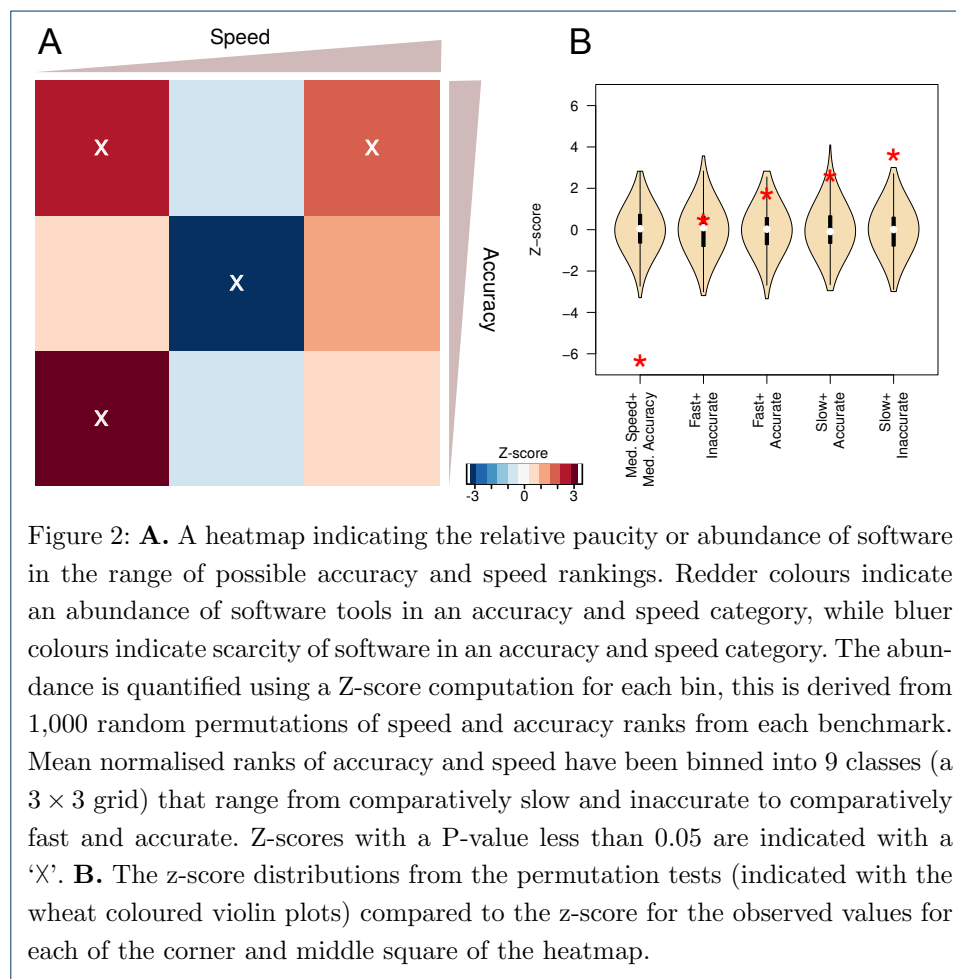 A
Speed
X
X
X
X
Accuracy
Z-score
-3
0
3
B
6
4
2
0
−2
−4
−6
Z−score
Med. Speed+
Med. Accuracy
Fast+
Inaccurate
Fast+
Accurate
Slow+
Accurate
Slow+
Inaccurate
Figure 2: A. A heatmap indicating the relative paucity or abundance of software
in the range of possible accuracy and speed rankings. Redder colours indicate
an abundance of software tools in an accuracy and speed category, while bluer
colours indicate scarcity of software in an accuracy and speed category. The abun-
dance is quantified using a Z-score computation for each bin, this is derived from
1,000 random permutations of speed and accuracy ranks from each benchmark.
Mean normalised ranks of accuracy and speed have been binned into 9 classes (a
3 × 3 grid) that range from comparatively slow and inaccurate to comparatively
fast and accurate. Z-scores with a P-value less than 0.05 are indicated with a
‘X’. B. The z-score distributions from the permutation tests (indicated with the
wheat coloured violin plots) compared to the z-score for the observed values for
each of the corner and middle square of the heatmap.